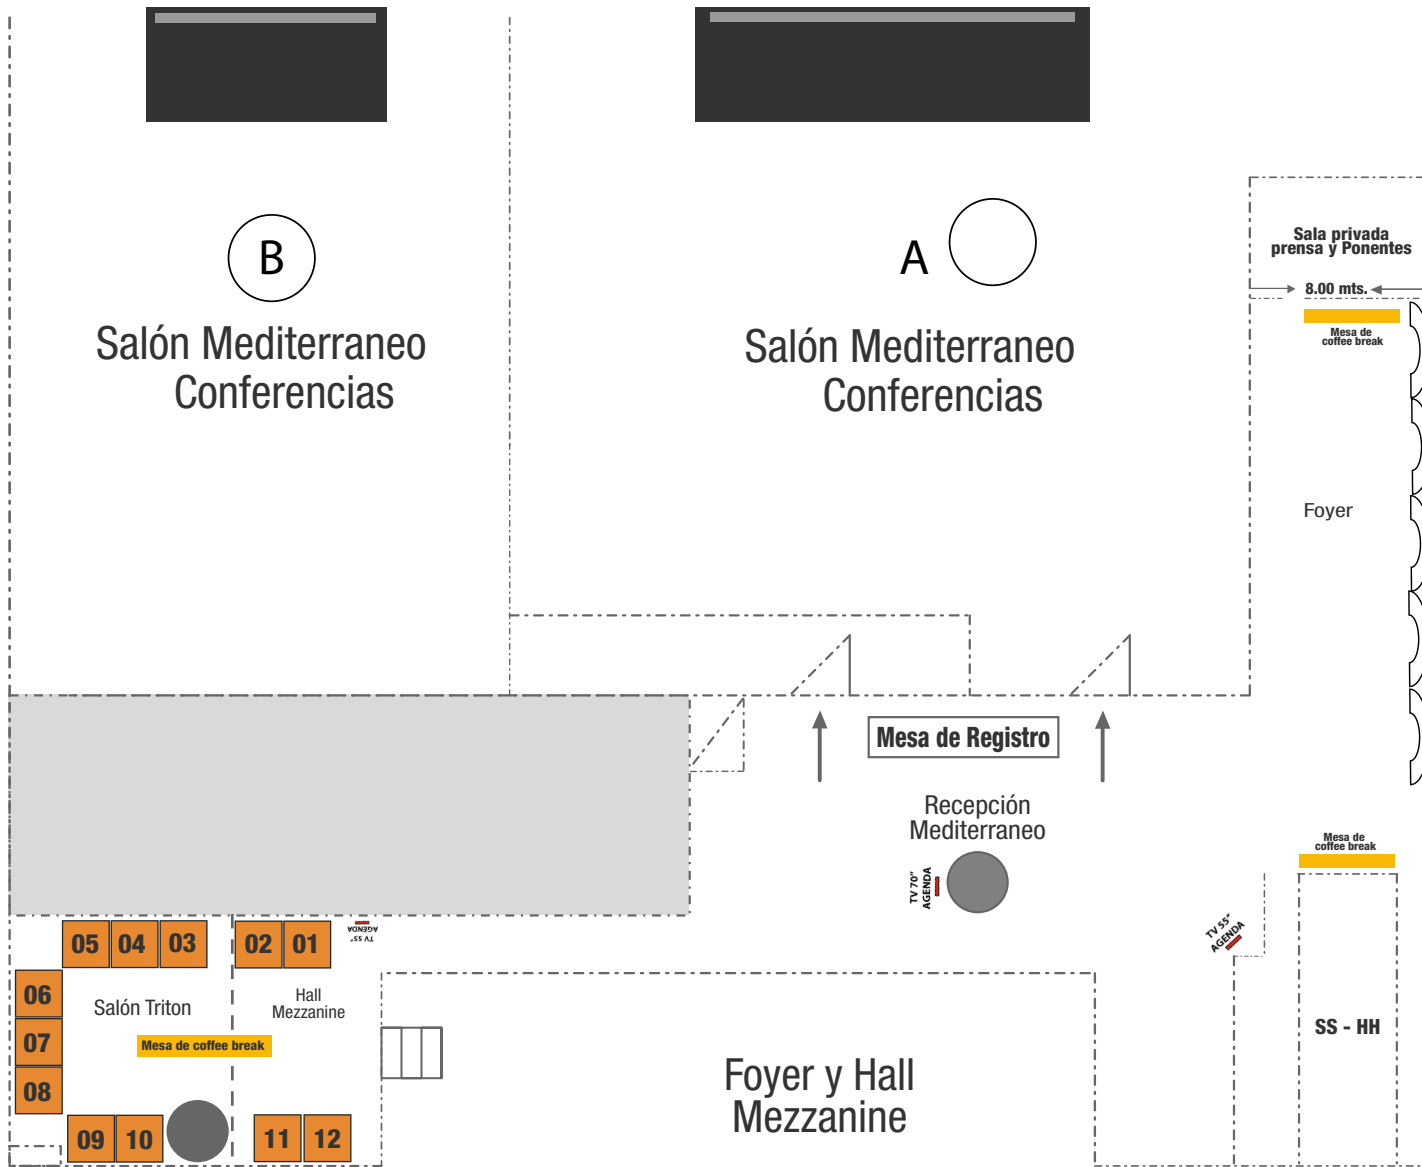 B
Salón Mediterraneo
Conferencias
A
Salón Mediterraneo
Conferencias
Sala privada
prensa y Ponentes
8.00 mts.
Mesa de
coffee break
Foyer
Mesa de Registro
Recepción
Mediterraneo
TV 70"
AGENDA
Mesa de
coffee break
TV 55"
AGENDA
SS - HH
05
04
03
02
01
TV 55"
AGENDA
06
07
08
Salón Triton
Hall
Mezzanine
Mesa de coffee break
09
10
11
12
Foyer y Hall
Mezzanine